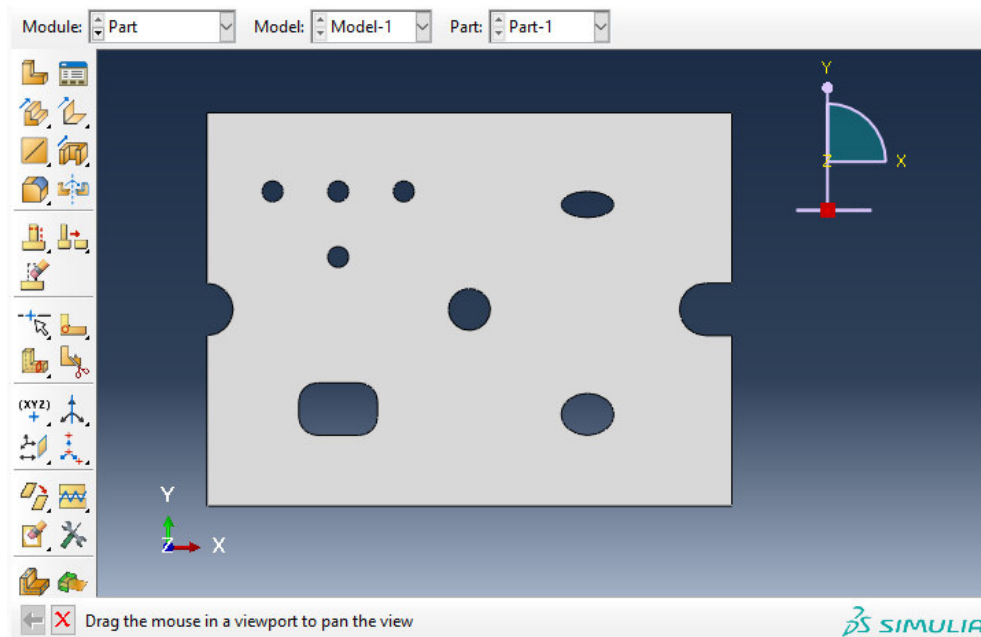 Module: Part Model: Model-1 Part: Part-1
Y
Z X
(XYZ)
Y
Z X
Drag the mouse in a viewport to pan the view
SIMULIA